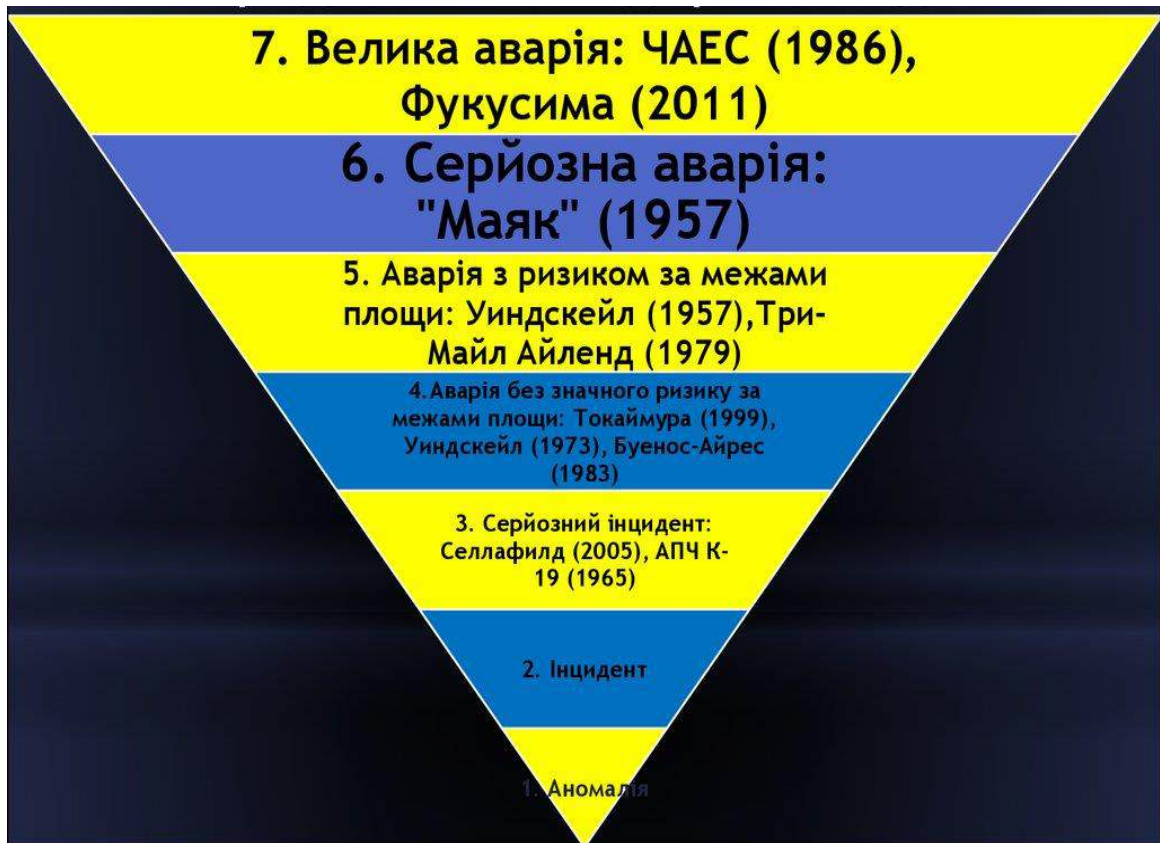 7. Велика аварія: ЧАЕС (1986),
Фукусима (2011)
6. Серйозна аварія:
"Маяк" (1957)
5. Аварія з ризиком за межами
площи: Уиндскейл (1957),Три-
Майл Айленд (1979)
4.Аварія без значного ризику за
межами площи: Токаймура (1999),
Уиндскейл (1973), Буенос-Айрес
(1983)
3. Серйозний інцидент:
Селлафилд (2005), АПЧ К-
19 (1965)
2. Інцидент
1. Аномалія